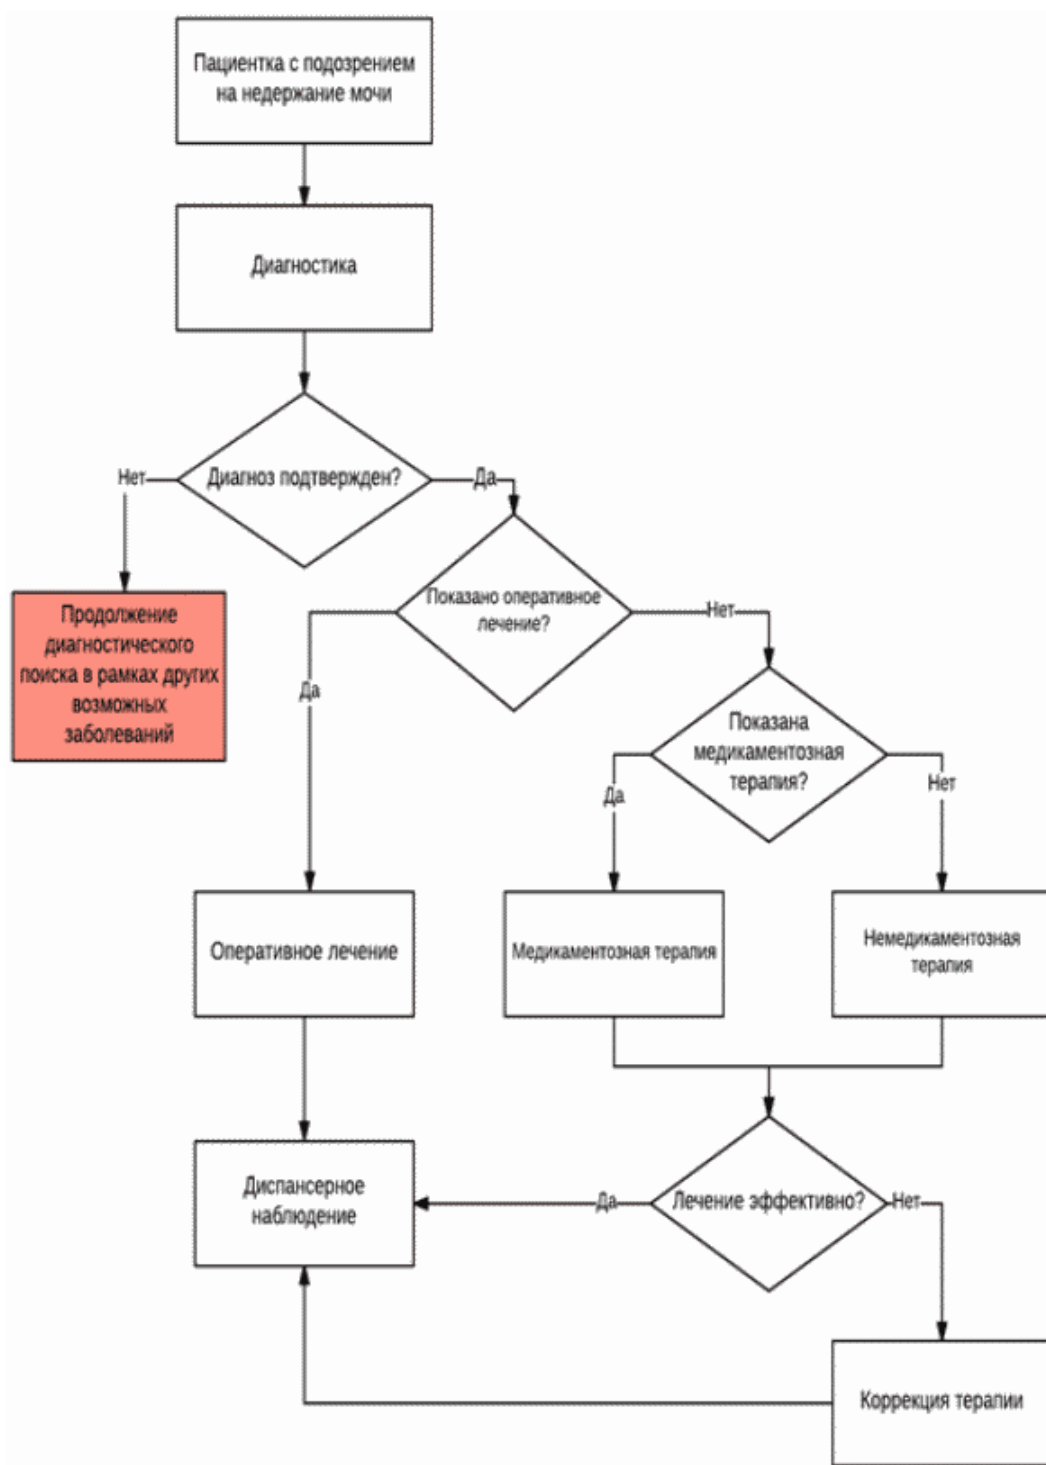 Пациентка с подозрением
на недержание мочи
Диагностика
Диагноз подтвержден?
Нет
Да
Продолжение
диагностического
поиска в рамках других
возможных
заболеваний
Показано оперативное
лечение?
Да
Нет
Показана
медикаментозная
терапия?
Да
Нет
Оперативное лечение
Медикаментозная терапия
Немедикаментозная
терапия
Диспансерное
наблюдение
Да
Лечение эффективно?
Нет
Коррекция терапии